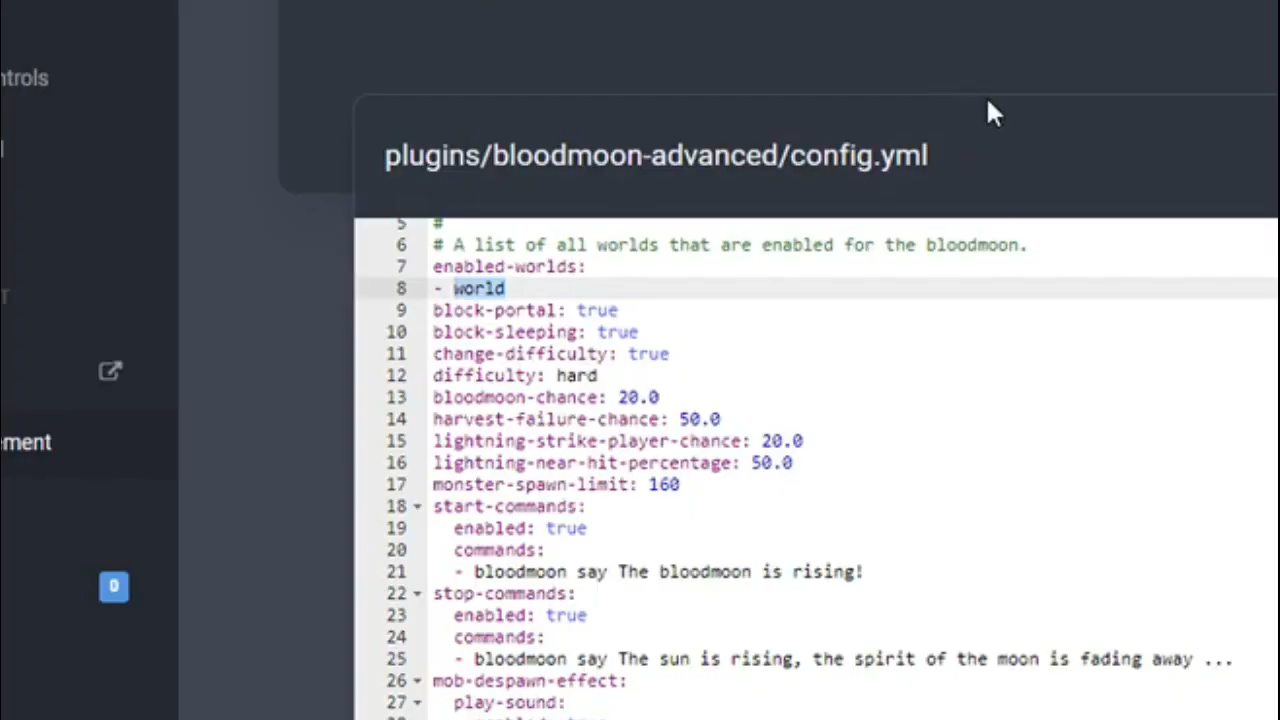 ntrols
plugins/bloodmoon-advanced/config.yml
5 #
6 # A list of all worlds that are enabled for the bloodmoon.
7 enabled-worlds:
8 - world
9 block-portal: true
10 block-sleeping: true
11 change-difficulty: true
12 difficulty: hard
13 bloodmoon-chance: 20.0
14 harvest-failure-chance: 50.0
15 lightning-strike-player-chance: 20.0
16 lightning-near-hit-percentage: 50.0
17 monster-spawn-limit: 160
18 start-commands:
19 enabled: true
20 commands:
21 - bloodmoon say The bloodmoon is rising!
22 stop-commands:
23 enabled: true
24 commands:
25 - bloodmoon say The sun is rising, the spirit of the moon is fading away ...
26 mob-despawn-effect:
27 play-sound:
T
ement
0